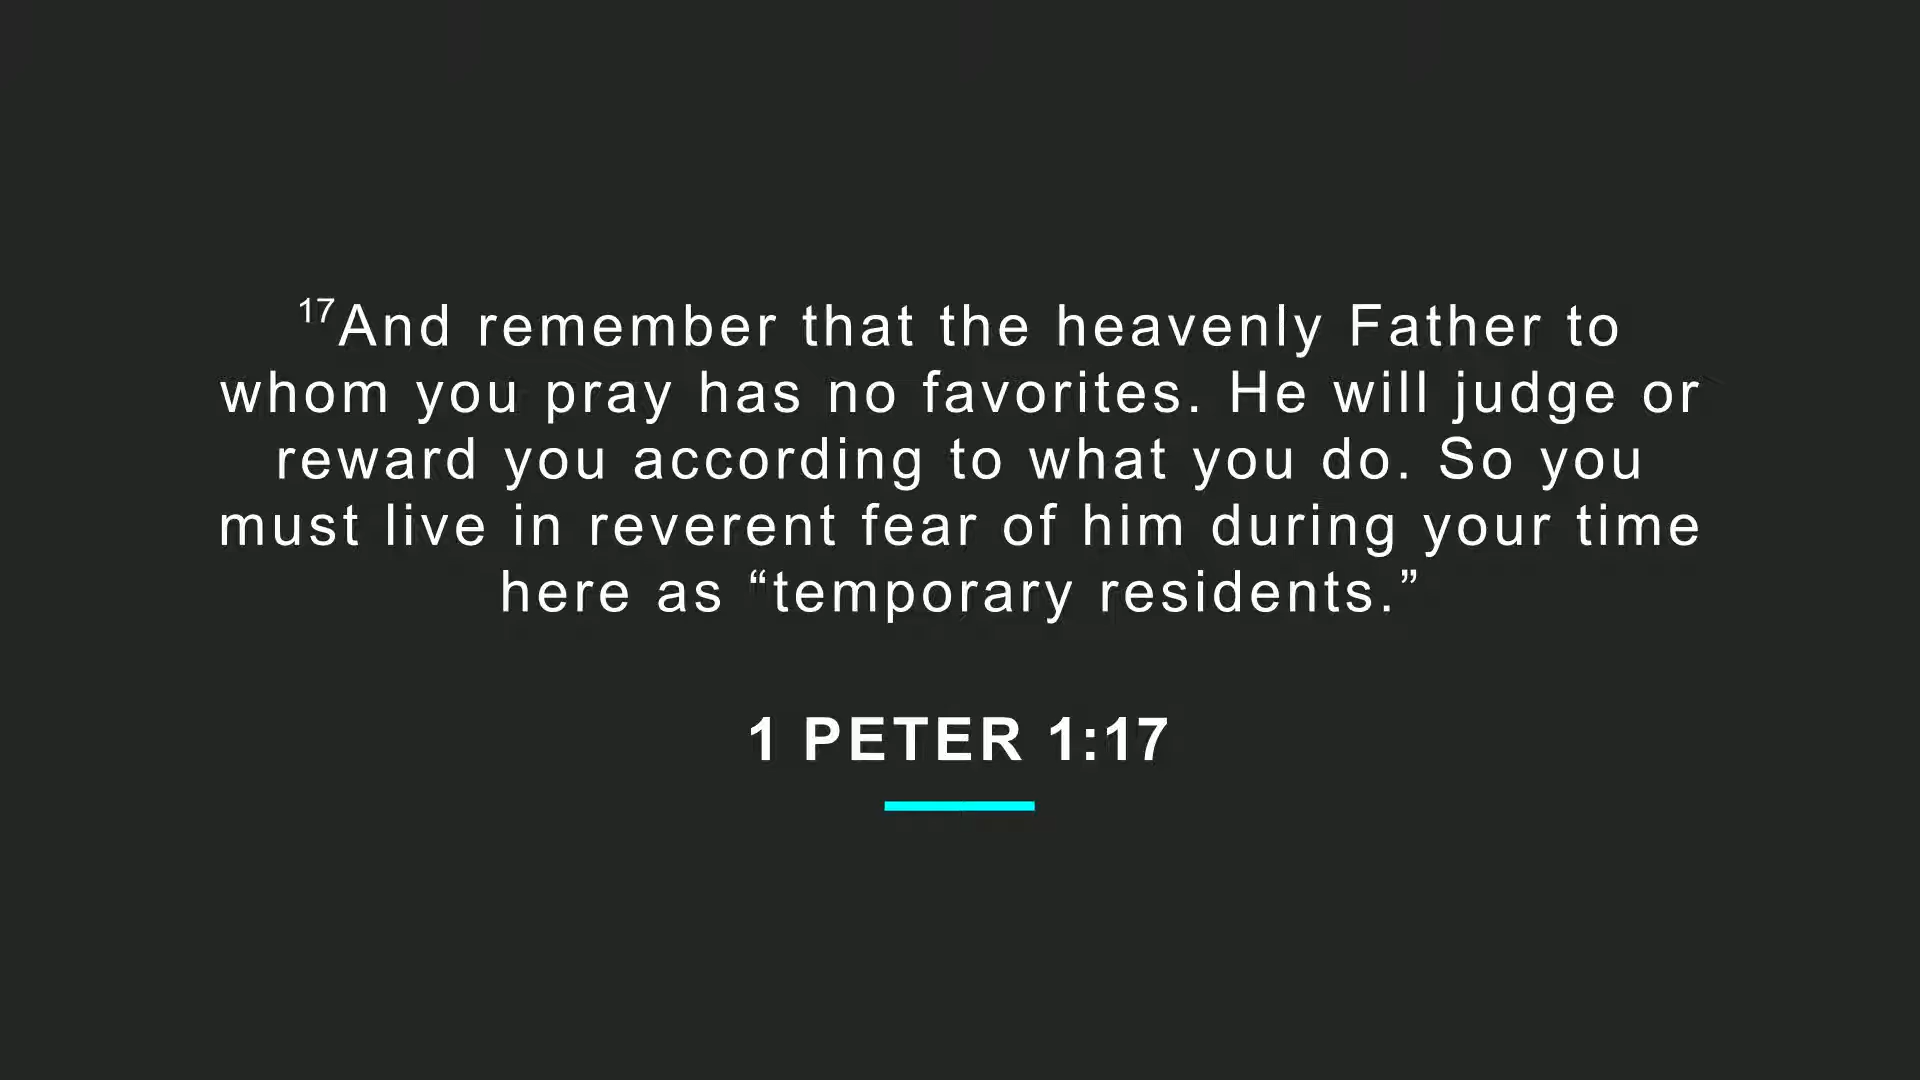 17And remember that the heavenly Father to
whom you pray has no favorites. He will judge or
reward you according to what you do. So you
must live in reverent fear of him during your time
here as “temporary residents.”
1 PETER 1:17